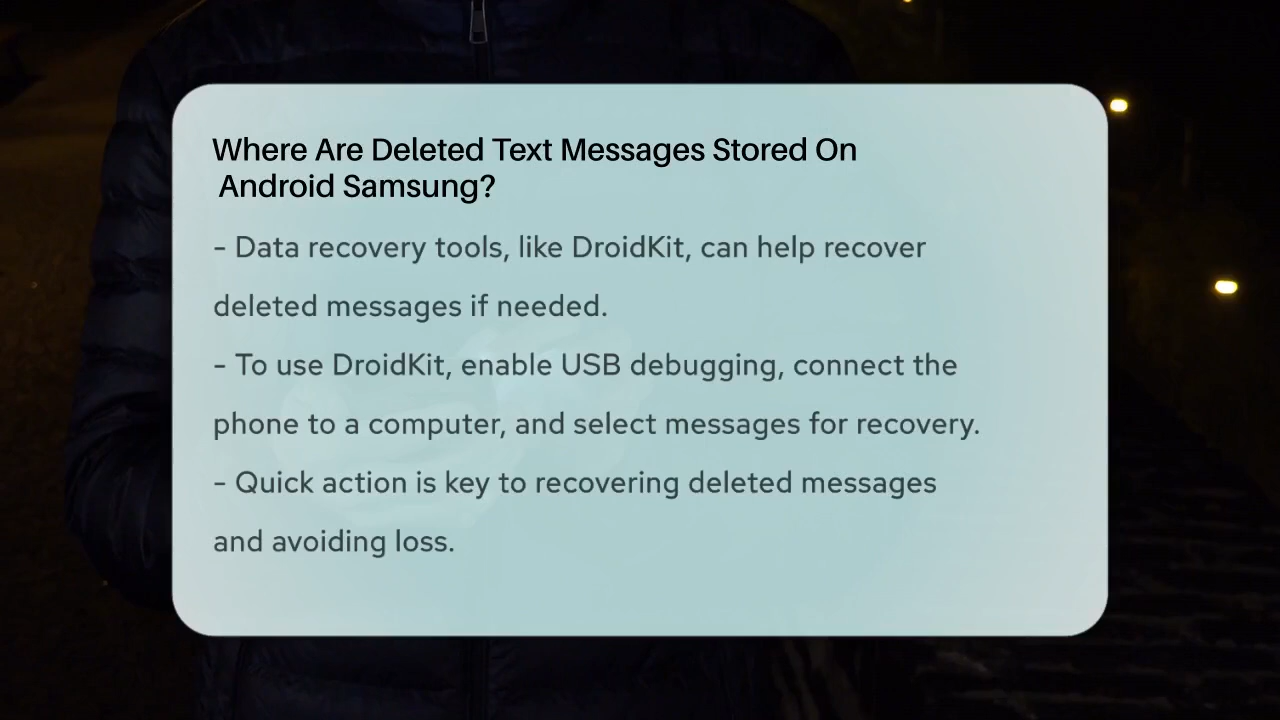 Where Are Deleted Text Messages Stored On
Android Samsung?
- Data recovery tools, like DroidKit, can help recover
deleted messages if needed.
- To use DroidKit, enable USB debugging, connect the
phone to a computer, and select messages for recovery.
- Quick action is key to recovering deleted messages
and avoiding loss.